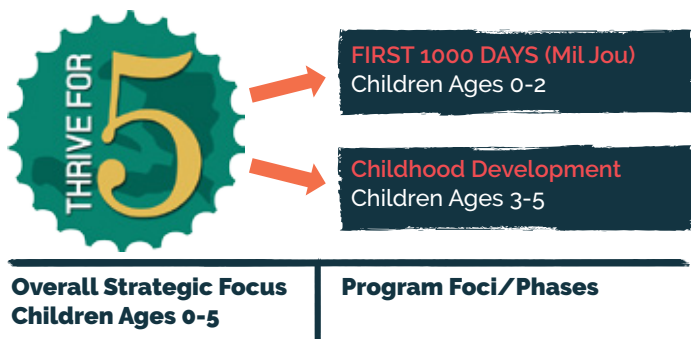 THRIVE FOR
5
FIRST 1000 DAYS (Mil Jou)
Children Ages 0-2
Childhood Development
Children Ages 3-5
Overall Strategic Focus
Children Ages 0-5
Program Foci/Phases